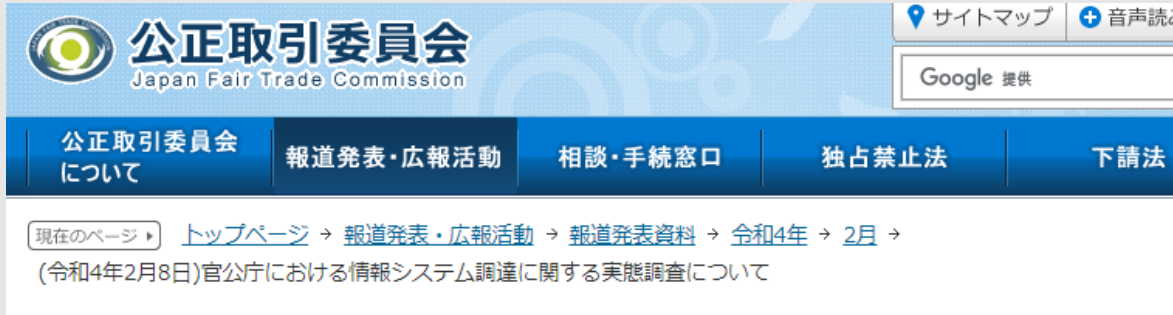 公正取引委員会
Japan Fair Trade Commission
サイトマップ
音声読み
Google 提供
公正取引委員会
について
報道発表・広報活動
相談・手続窓口
独占禁止法
下請法
現在のページ
トップページ → 報道発表・広報活動 → 報道発表資料 → 令和4年 → 2月 →
(令和4年2月8日)官公庁における情報システム調達に関する実態調査について